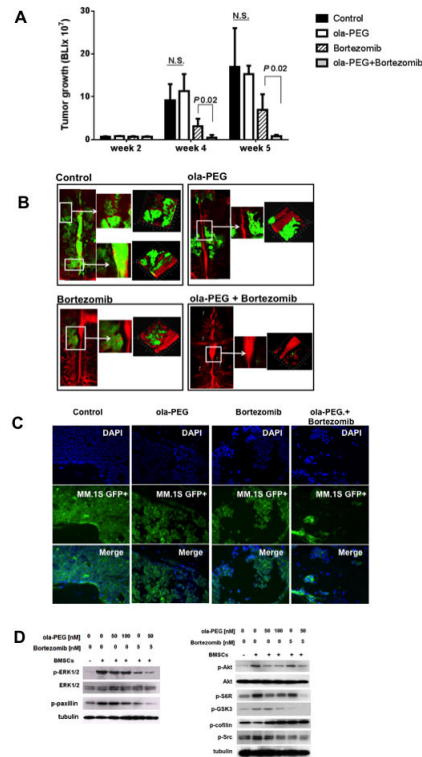 A
Tumor growth (BLIx 10⁷)
30
20
10
0
N.S.
P 0.02
N.S.
P 0.02
week 2
week 4
week 5
Control
ola-PEG
Bortezomib
ola-PEG+Bortezomib
B
Control
ola-PEG
Bortezomib
ola-PEG + Bortezomib
C
Control
ola-PEG
Bortezomib
ola-PEG.+
Bortezomib
DAPI
DAPI
DAPI
DAPI
MM.1S GFP+
MM.1S GFP+
MM.1S GFP+
MM.1S GFP+
Merge
Merge
Merge
Merge
D
ola-PEG [nM] 0 0 50 100 0 50
Bortezomib [nM] 0 0 0 0 5 5
BMSCs - + + + + +
p-ERK1/2
ERK1/2
p-paxillin
tubulin
ola-PEG [nM] 0 0 50 100 0 50
Bortezomib [nM] 0 0 0 0 5 5
BMSCs - + + + + +
p-Akt
Akt
p-S6R
p-GSK3
p-cofilin
p-Src
tubulin